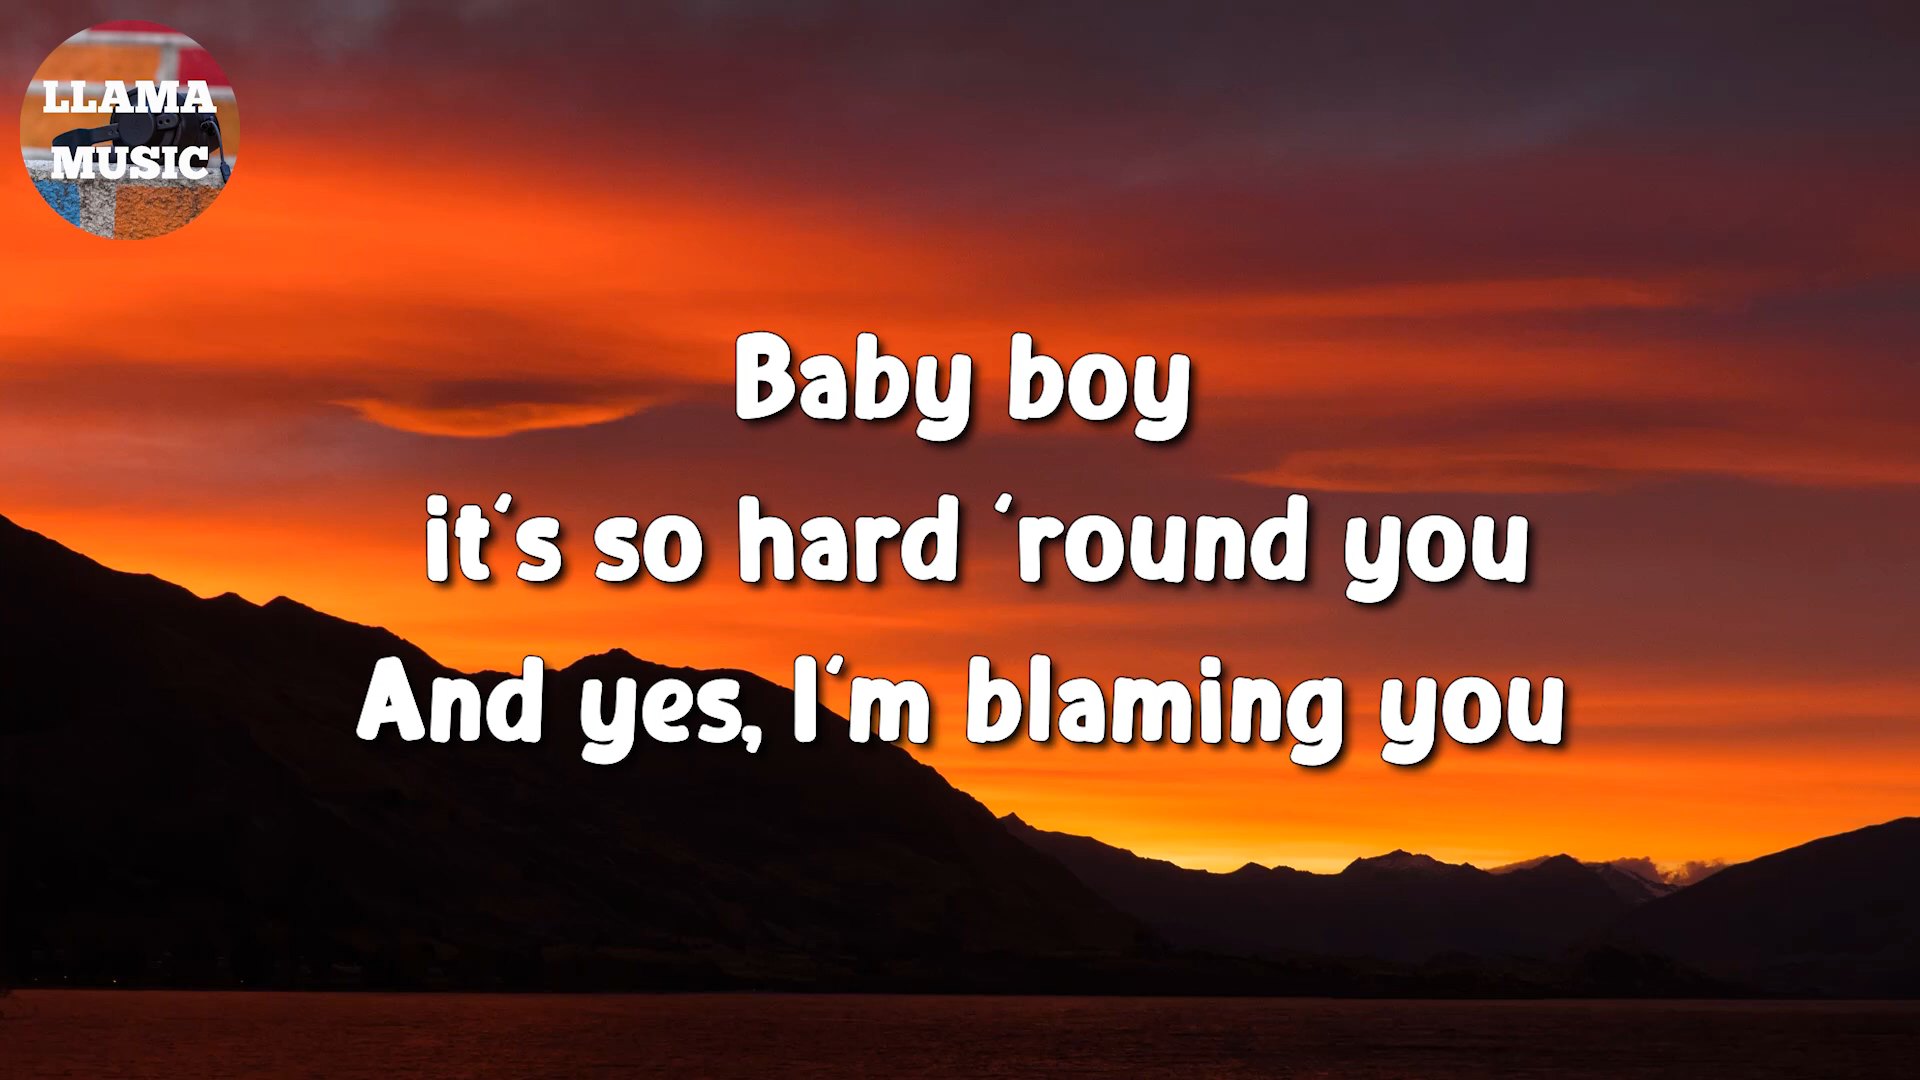 LLAMA
MUSIC
Baby boy
it's so hard 'round you
And yes, I'm blaming you